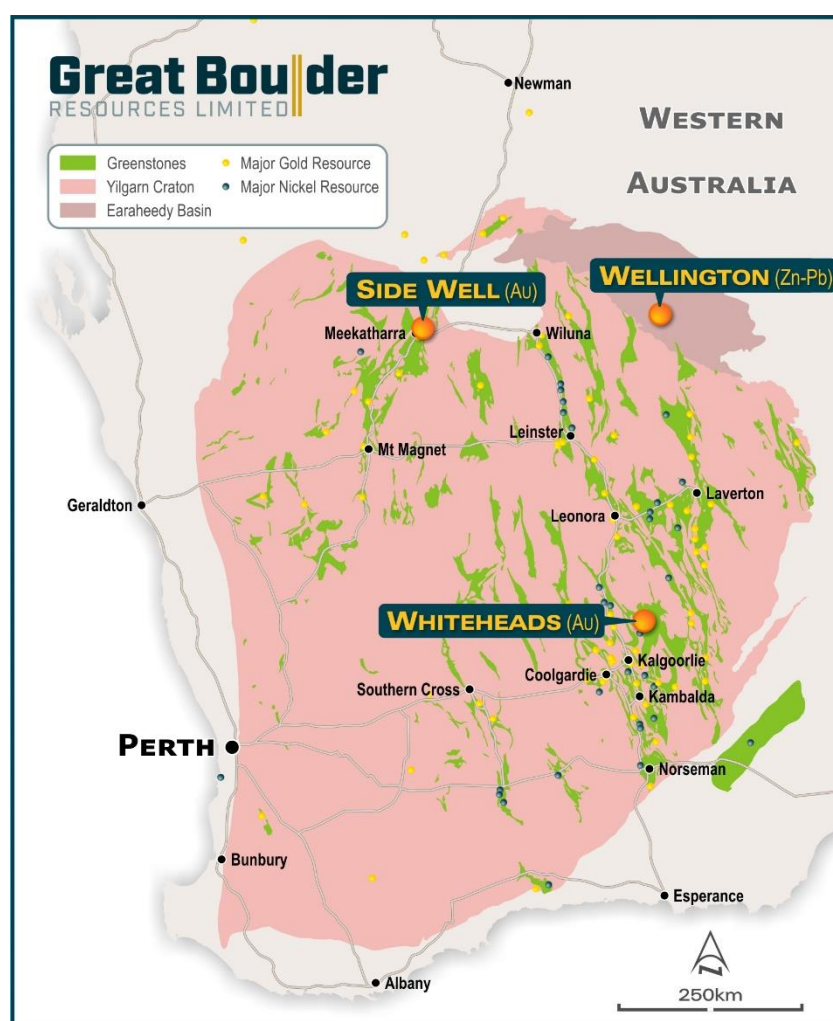 Great Boulder
RESOURCES LIMITED
Newman
WESTERN
AUSTRALIA
Greenstones
Major Gold Resource
Yilgarn Craton
Major Nickel Resource
Earaheedy Basin
SIDE WELL (Au)
WELLINGTON (Zn-Pb)
Meekatharra
Wiluna
Leinster
Mt Magnet
Laverton
Geraldton
Leonora
WHITEHEADS (Au)
Kalgoorlie
Coolgardie
Southern Cross
Kambalda
PERTH
Norseman
Bunbury
Esperance
N
Albany
250km